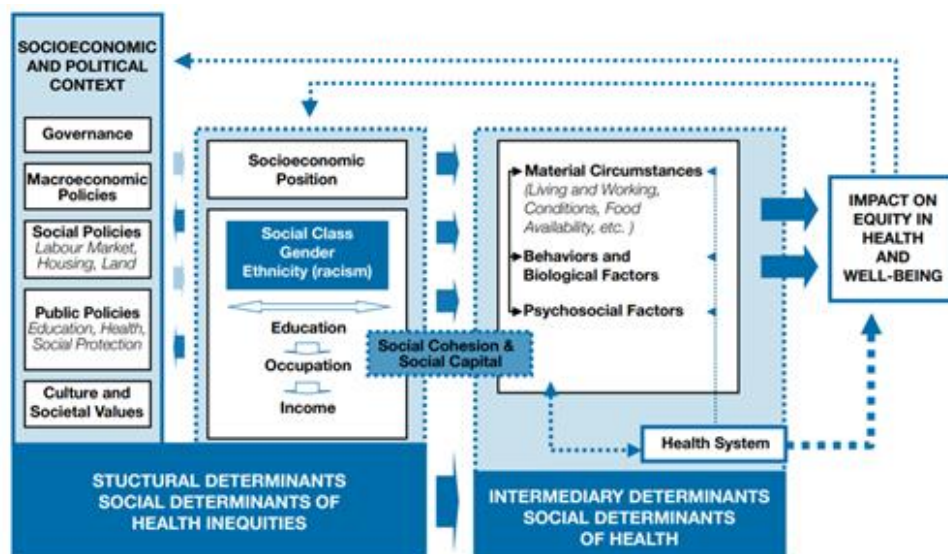 SOCIOECONOMIC
AND POLITICAL
CONTEXT
Governance
Macroeconomic
Policies
Social Policies
Labour Market,
Housing, Land
Public Policies
Education, Health,
Social Protection
Culture and
Societal Values
Socioeconomic
Position
Social Class
Gender
Ethnicity (racism)
Education
Occupation
Income
Social Cohesion &
Social Capital
Material Circumstances
(Living and Working,
Conditions, Food
Availability, etc. )
Behaviors and
Biological Factors
Psychosocial Factors
Health System
IMPACT ON
EQUITY IN
HEALTH
AND
WELL-BEING
STUCTURAL DETERMINANTS
SOCIAL DETERMINANTS OF
HEALTH INEQUITIES
INTERMEDIARY DETERMINANTS
SOCIAL DETERMINANTS
OF HEALTH